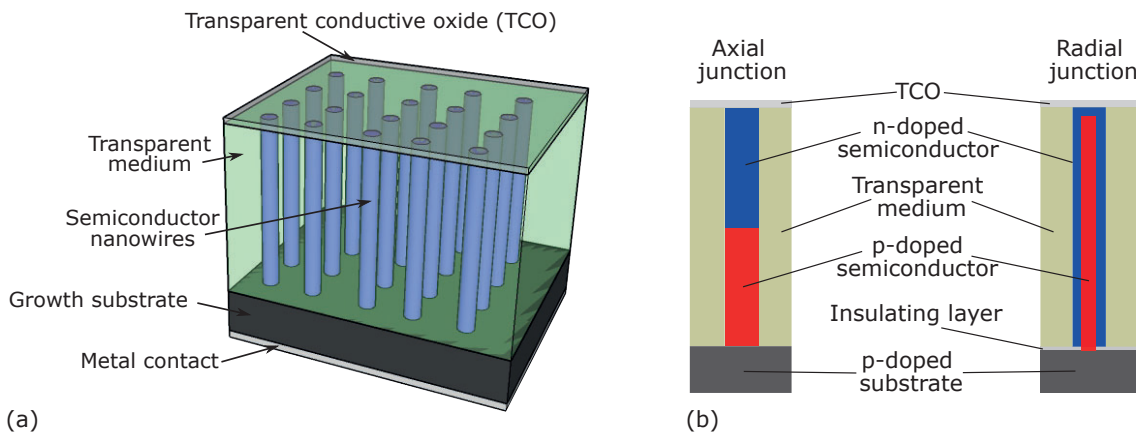 Transparent conductive oxide (TCO)
Transparent
medium
Semiconductor
nanowires
Growth substrate
Metal contact
(a)
Axial
junction
Radial
junction
TCO
n-doped
semiconductor
Transparent
medium
p-doped
semiconductor
Insulating layer
p-doped
substrate
(b)